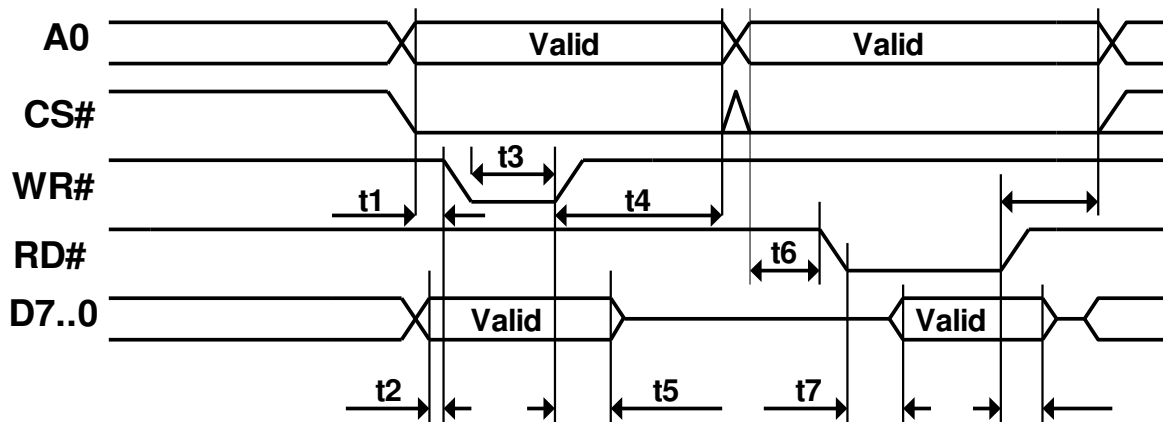 A0 Valid Valid
CS#
WR# t3
t1 t4
RD# t6
D7..0 Valid Valid
t2 t5 t7